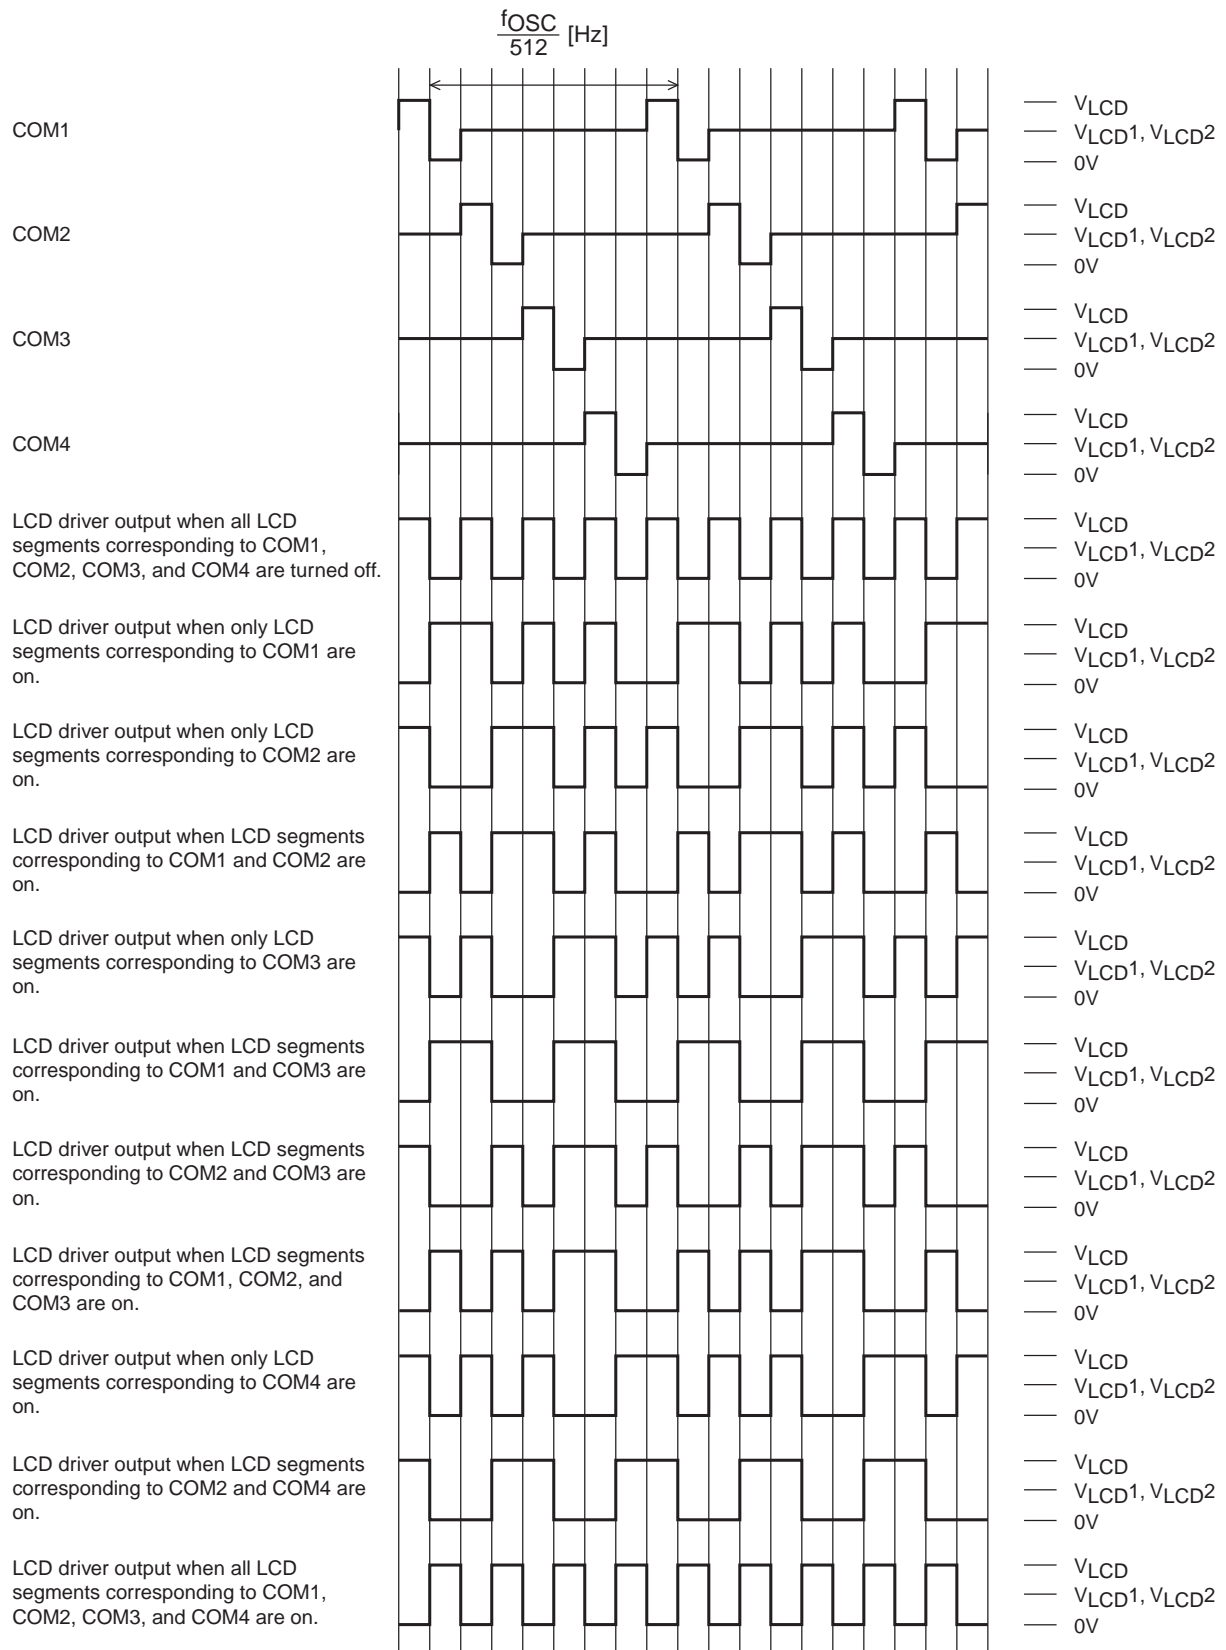 fOSC
512 [Hz]
COM1
VLCD
VLCD1, VLCD2
0V
COM2
VLCD
VLCD1, VLCD2
0V
COM3
VLCD
VLCD1, VLCD2
0V
COM4
VLCD
VLCD1, VLCD2
0V
LCD driver output when all LCD
segments corresponding to COM1,
COM2, COM3, and COM4 are turned off.
VLCD
VLCD1, VLCD2
0V
LCD driver output when only LCD
segments corresponding to COM1 are
on.
VLCD
VLCD1, VLCD2
0V
LCD driver output when only LCD
segments corresponding to COM2 are
on.
VLCD
VLCD1, VLCD2
0V
LCD driver output when LCD segments
corresponding to COM1 and COM2 are
on.
VLCD
VLCD1, VLCD2
0V
LCD driver output when only LCD
segments corresponding to COM3 are
on.
VLCD
VLCD1, VLCD2
0V
LCD driver output when LCD segments
corresponding to COM1 and COM3 are
on.
VLCD
VLCD1, VLCD2
0V
LCD driver output when LCD segments
corresponding to COM2 and COM3 are
on.
VLCD
VLCD1, VLCD2
0V
LCD driver output when LCD segments
corresponding to COM1, COM2, and
COM3 are on.
VLCD
VLCD1, VLCD2
0V
LCD driver output when only LCD
segments corresponding to COM4 are
on.
VLCD
VLCD1, VLCD2
0V
LCD driver output when LCD segments
corresponding to COM2 and COM4 are
on.
VLCD
VLCD1, VLCD2
0V
LCD driver output when all LCD
segments corresponding to COM1,
COM2, COM3, and COM4 are on.
VLCD
VLCD1, VLCD2
0V